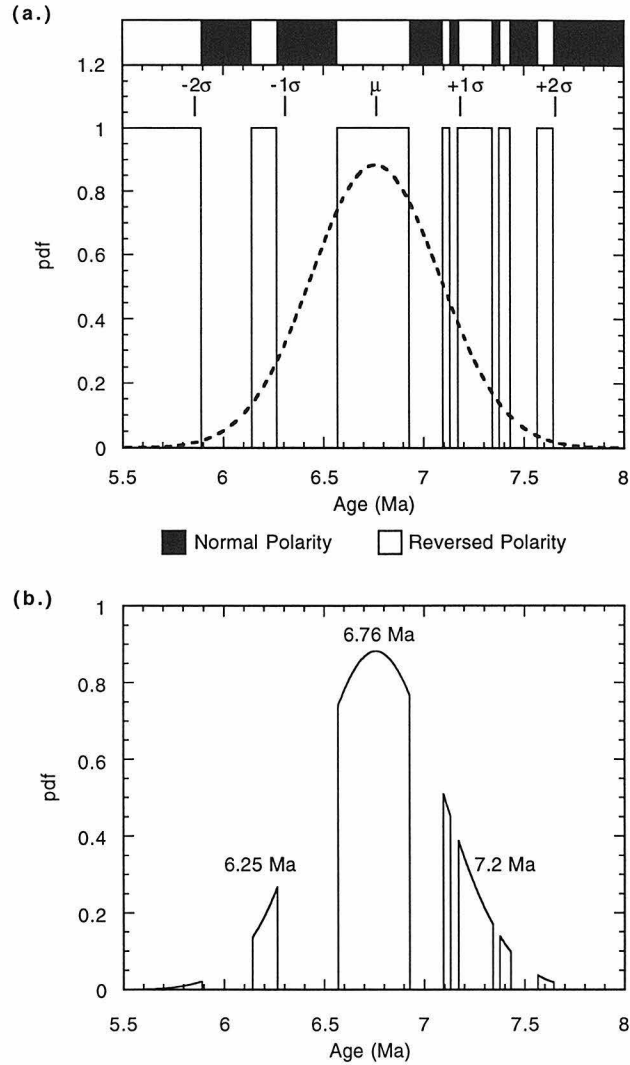 (a.)
1.2
-2σ -1σ μ +1σ +2σ
1
0.8
0.6
0.4
0.2
0
pdf
5.5 6 6.5 7 7.5 8
Age (Ma)
Normal Polarity Reversed Polarity
(b.)
1
6.76 Ma
0.8
0.6
0.4
6.25 Ma 7.2 Ma
0.2
0
pdf
5.5 6 6.5 7 7.5 8
Age (Ma)